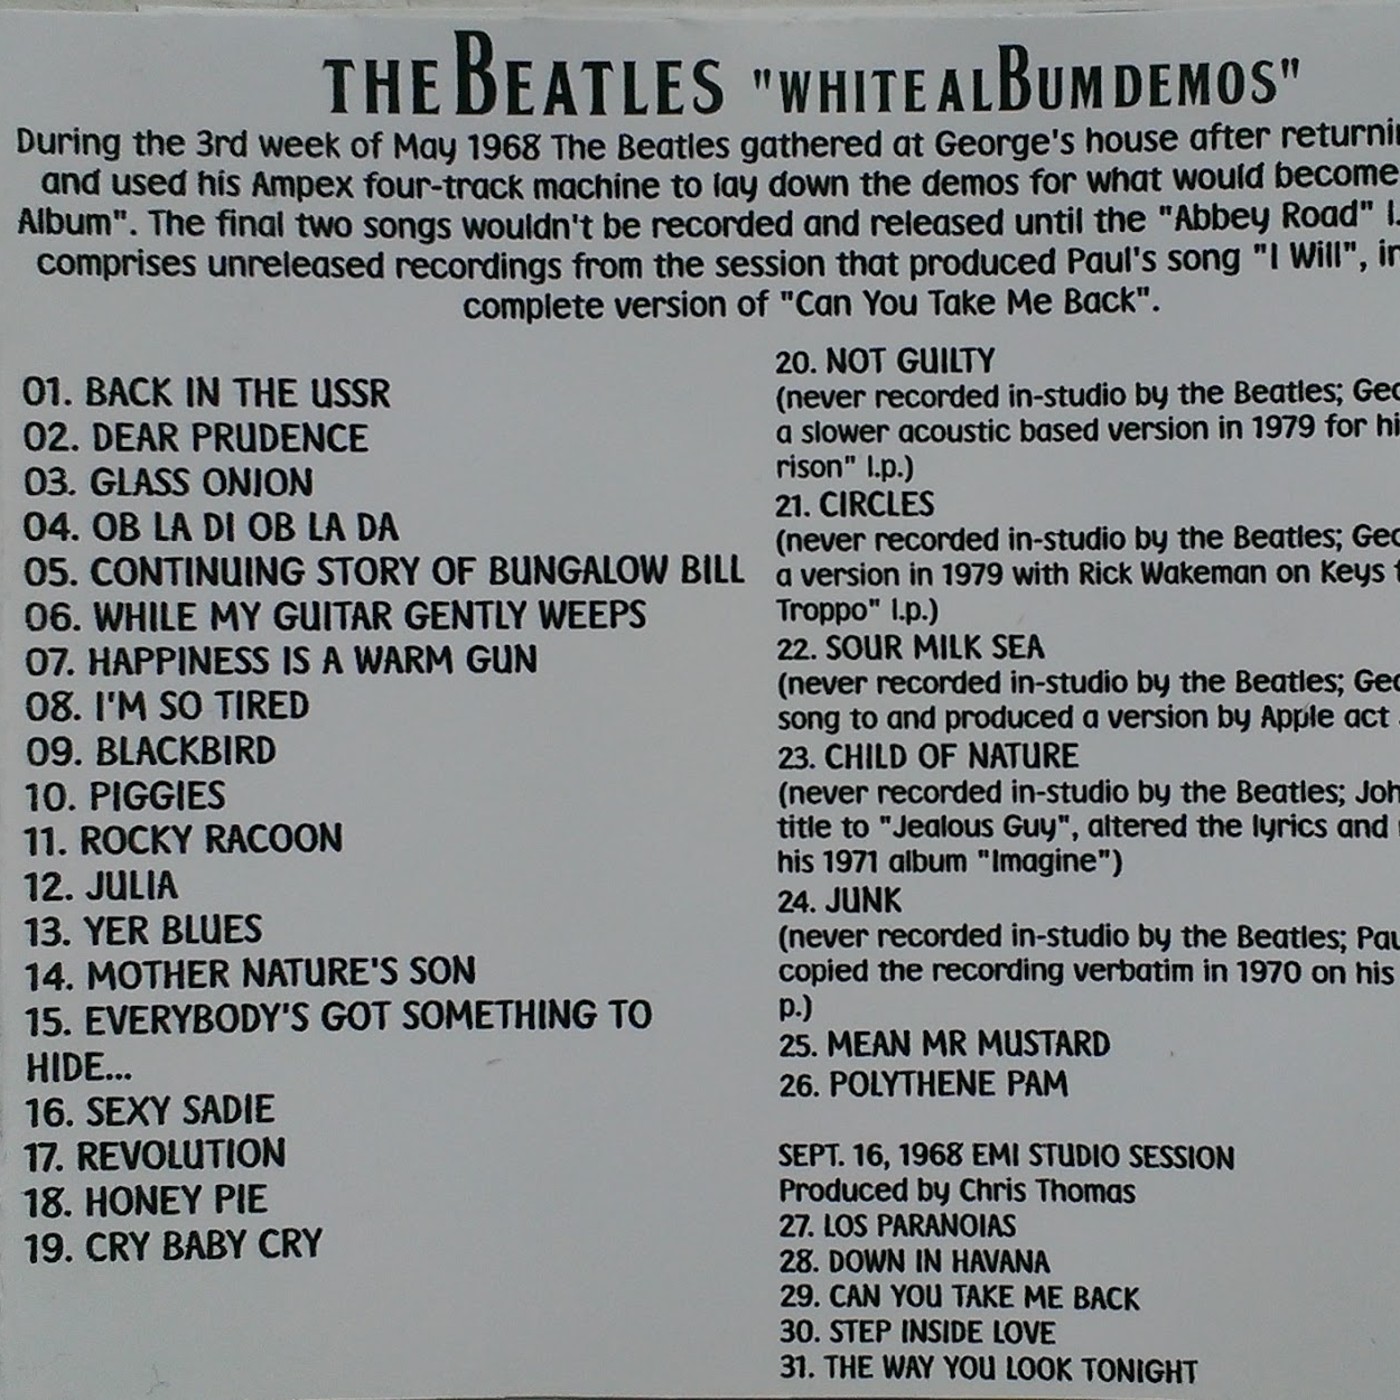 THE BEATLES "WHITE ALBUM DEMOS"
During the 3rd week of May 1968 The Beatles gathered at George's house after
and used his Ampex four-track machine to lay down the demos for what would become
Album". The final two songs wouldn't be recorded and released until the "Abbey Road"
comprises unreleased recordings from the session that produced Paul's song "I Will",
complete version of "Can You Take Me Back".
01. BACK IN THE USSR
02. DEAR PRUDENCE
03. GLASS ONION
04. OB LA DI OB LA DA
05. CONTINUING STORY OF BUNGALOW BILL
06. WHILE MY GUITAR GENTLY WEEPS
07. HAPPINESS IS A WARM GUN
08. I'M SO TIRED
09. BLACKBIRD
10. PIGGIES
11. ROCKY RACOON
12. JULIA
13. YER BLUES
14. MOTHER NATURE'S SON
15. EVERYBODY'S GOT SOMETHING TO
HIDE...
16. SEXY SADIE
17. REVOLUTION
18. HONEY PIE
19. CRY BABY CRY
20. NOT GUILTY
(never recorded in-studio by the Beatles;
a slower acoustic based version in 1979 for
rison" l.p.)
21. CIRCLES
(never recorded in-studio by the Beatles;
a version in 1979 with Rick Wakeman on Keys
Troppo" l.p.)
22. SOUR MILK SEA
(never recorded in-studio by the Beatles;
song to and produced a version by Apple act
23. CHILD OF NATURE
(never recorded in-studio by the Beatles;
title to "Jealous Guy", altered the lyrics and
his 1971 album "Imagine")
24. JUNK
(never recorded in-studio by the Beatles;
copied the recording verbatim in 1970 on his
p.)
25. MEAN MR MUSTARD
26. POLYTHENE PAM
SEPT. 16, 1968 EMI STUDIO SESSION
Produced by Chris Thomas
27. LOS PARANOIAS
28. DOWN IN HAVANA
29. CAN YOU TAKE ME BACK
30. STEP INSIDE LOVE
31. THE WAY YOU LOOK TONIGHT